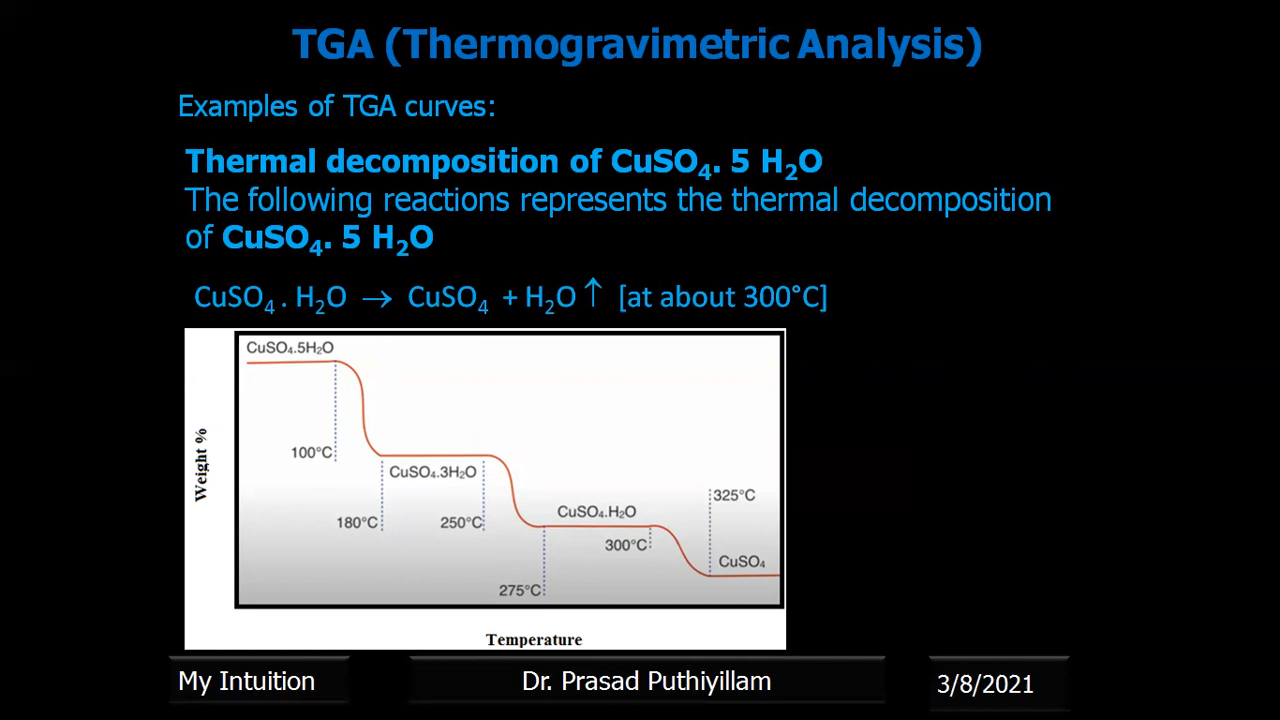 TGA (Thermogravimetric Analysis)
Examples of TGA curves:
Thermal decomposition of CuSO₄. 5 H₂O
The following reactions represents the thermal decomposition
of CuSO₄. 5 H₂O
CuSO₄ . H₂O → CuSO₄ + H₂O ↑ [at about 300°C]
CuSO₄.5H₂O
100°C
CuSO₄.3H₂O
180°C
250°C
CuSO₄.H₂O
300°C
275°C
325°C
CuSO₄
Weight %
Temperature
My Intuition
Dr. Prasad Puthiyillam
3/8/2021